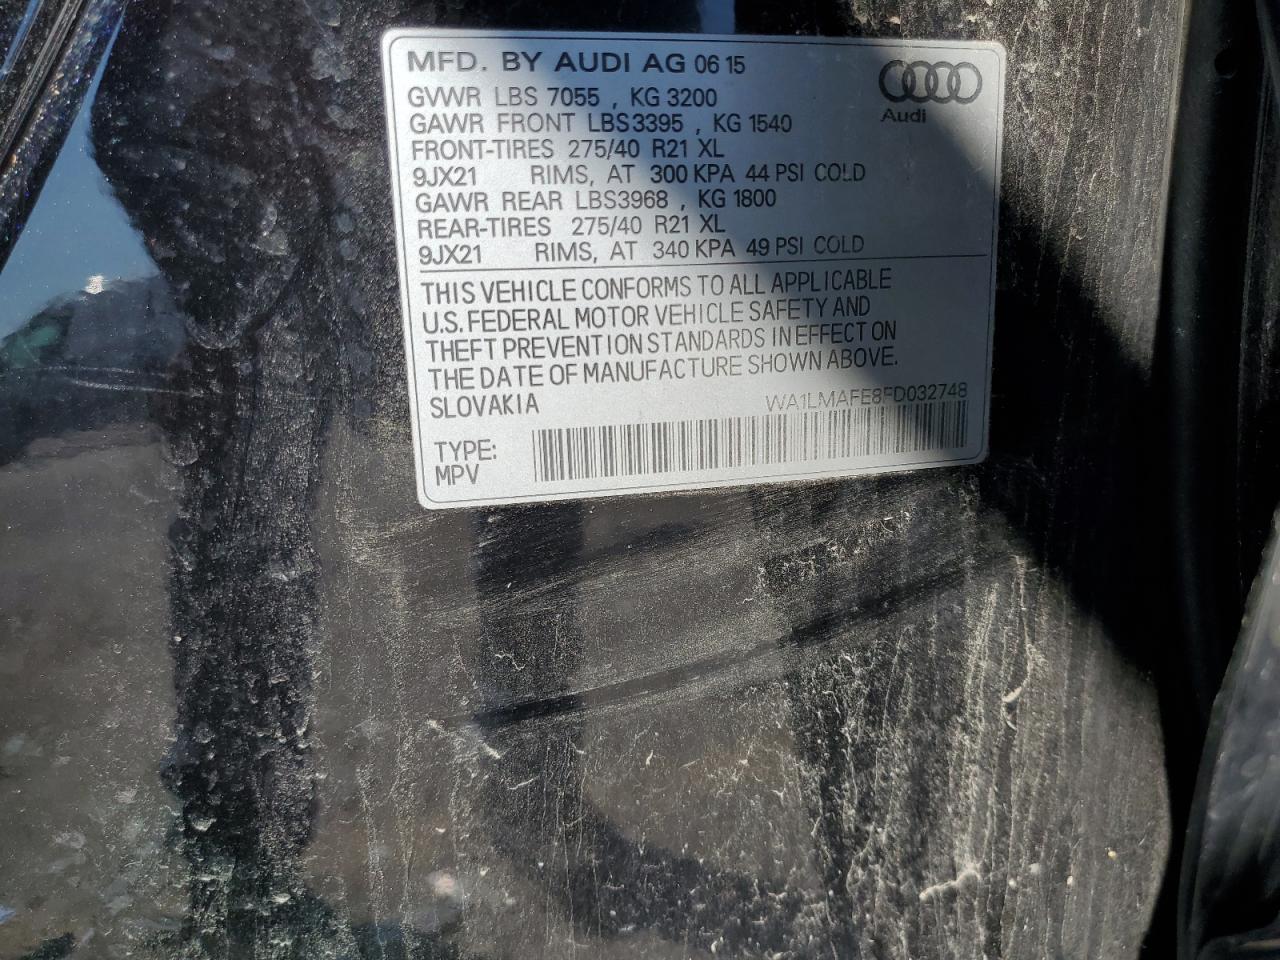 MFD. BY AUDI AG 06 15
GVWR LBS 7055 , KG 3200
GAWR FRONT LBS3395 , KG 1540
Audi
FRONT-TIRES 275/40 R21 XL
9JX21 RIMS, AT 300 KPA 44 PSI COLD
GAWR REAR LBS3968 , KG 1800
REAR-TIRES 275/40 R21 XL
9JX21 RIMS, AT 340 KPA 49 PSI COLD
THIS VEHICLE CONFORMS TO ALL APPLICABLE
U.S. FEDERAL MOTOR VEHICLE SAFETY AND
THEFT PREVENTION STANDARDS IN EFFECT ON
THE DATE OF MANUFACTURE SHOWN ABOVE.
SLOVAKIA WA1LMAFE8FD032748
TYPE:
MPV